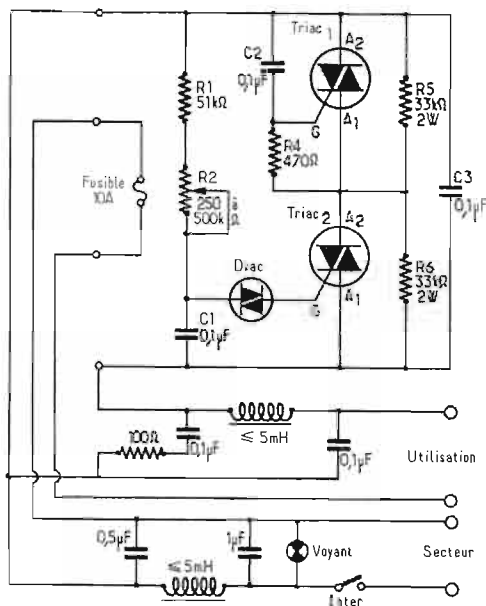 Triac 1
A2
C2
0,1µF
R1
51kΩ
G
A1
R4
470Ω
R5
33kΩ
2W
C3
0,1µF
Fusible
10A
R2
250 à
500kΩ
Triac 2
A2
Diac
G
A1
R6
33kΩ
2W
C1
0,1µF
100Ω
0,1µF
≤ 5mH
0,1µF
Utilisation
0,5µF
≤5mH
1µF
Voyant
Secteur
Inter